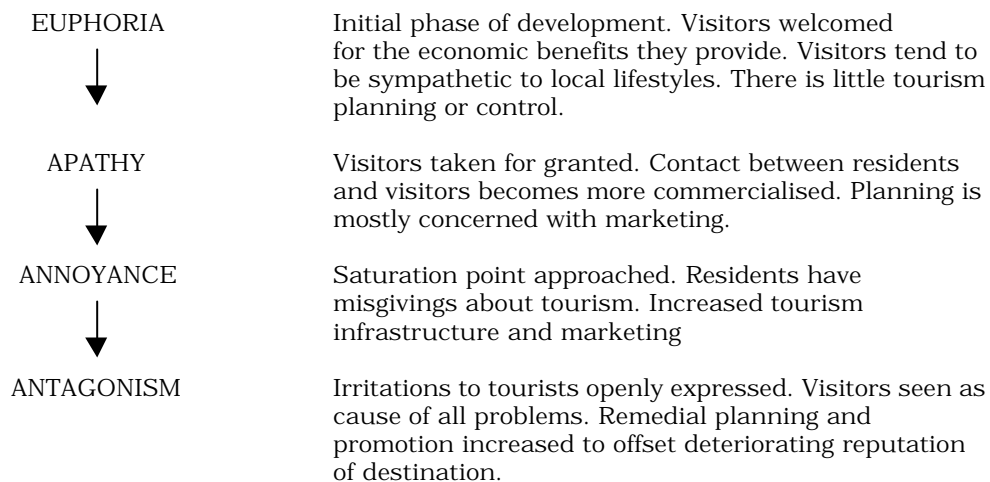 EUPHORIA
Initial phase of development. Visitors welcomed
for the economic benefits they provide. Visitors tend to
be sympathetic to local lifestyles. There is little tourism
planning or control.
APATHY
Visitors taken for granted. Contact between residents
and visitors becomes more commercialised. Planning is
mostly concerned with marketing.
ANNOYANCE
Saturation point approached. Residents have
misgivings about tourism. Increased tourism
infrastructure and marketing
ANTAGONISM
Irritations to tourists openly expressed. Visitors seen as
cause of all problems. Remedial planning and
promotion increased to offset deteriorating reputation
of destination.